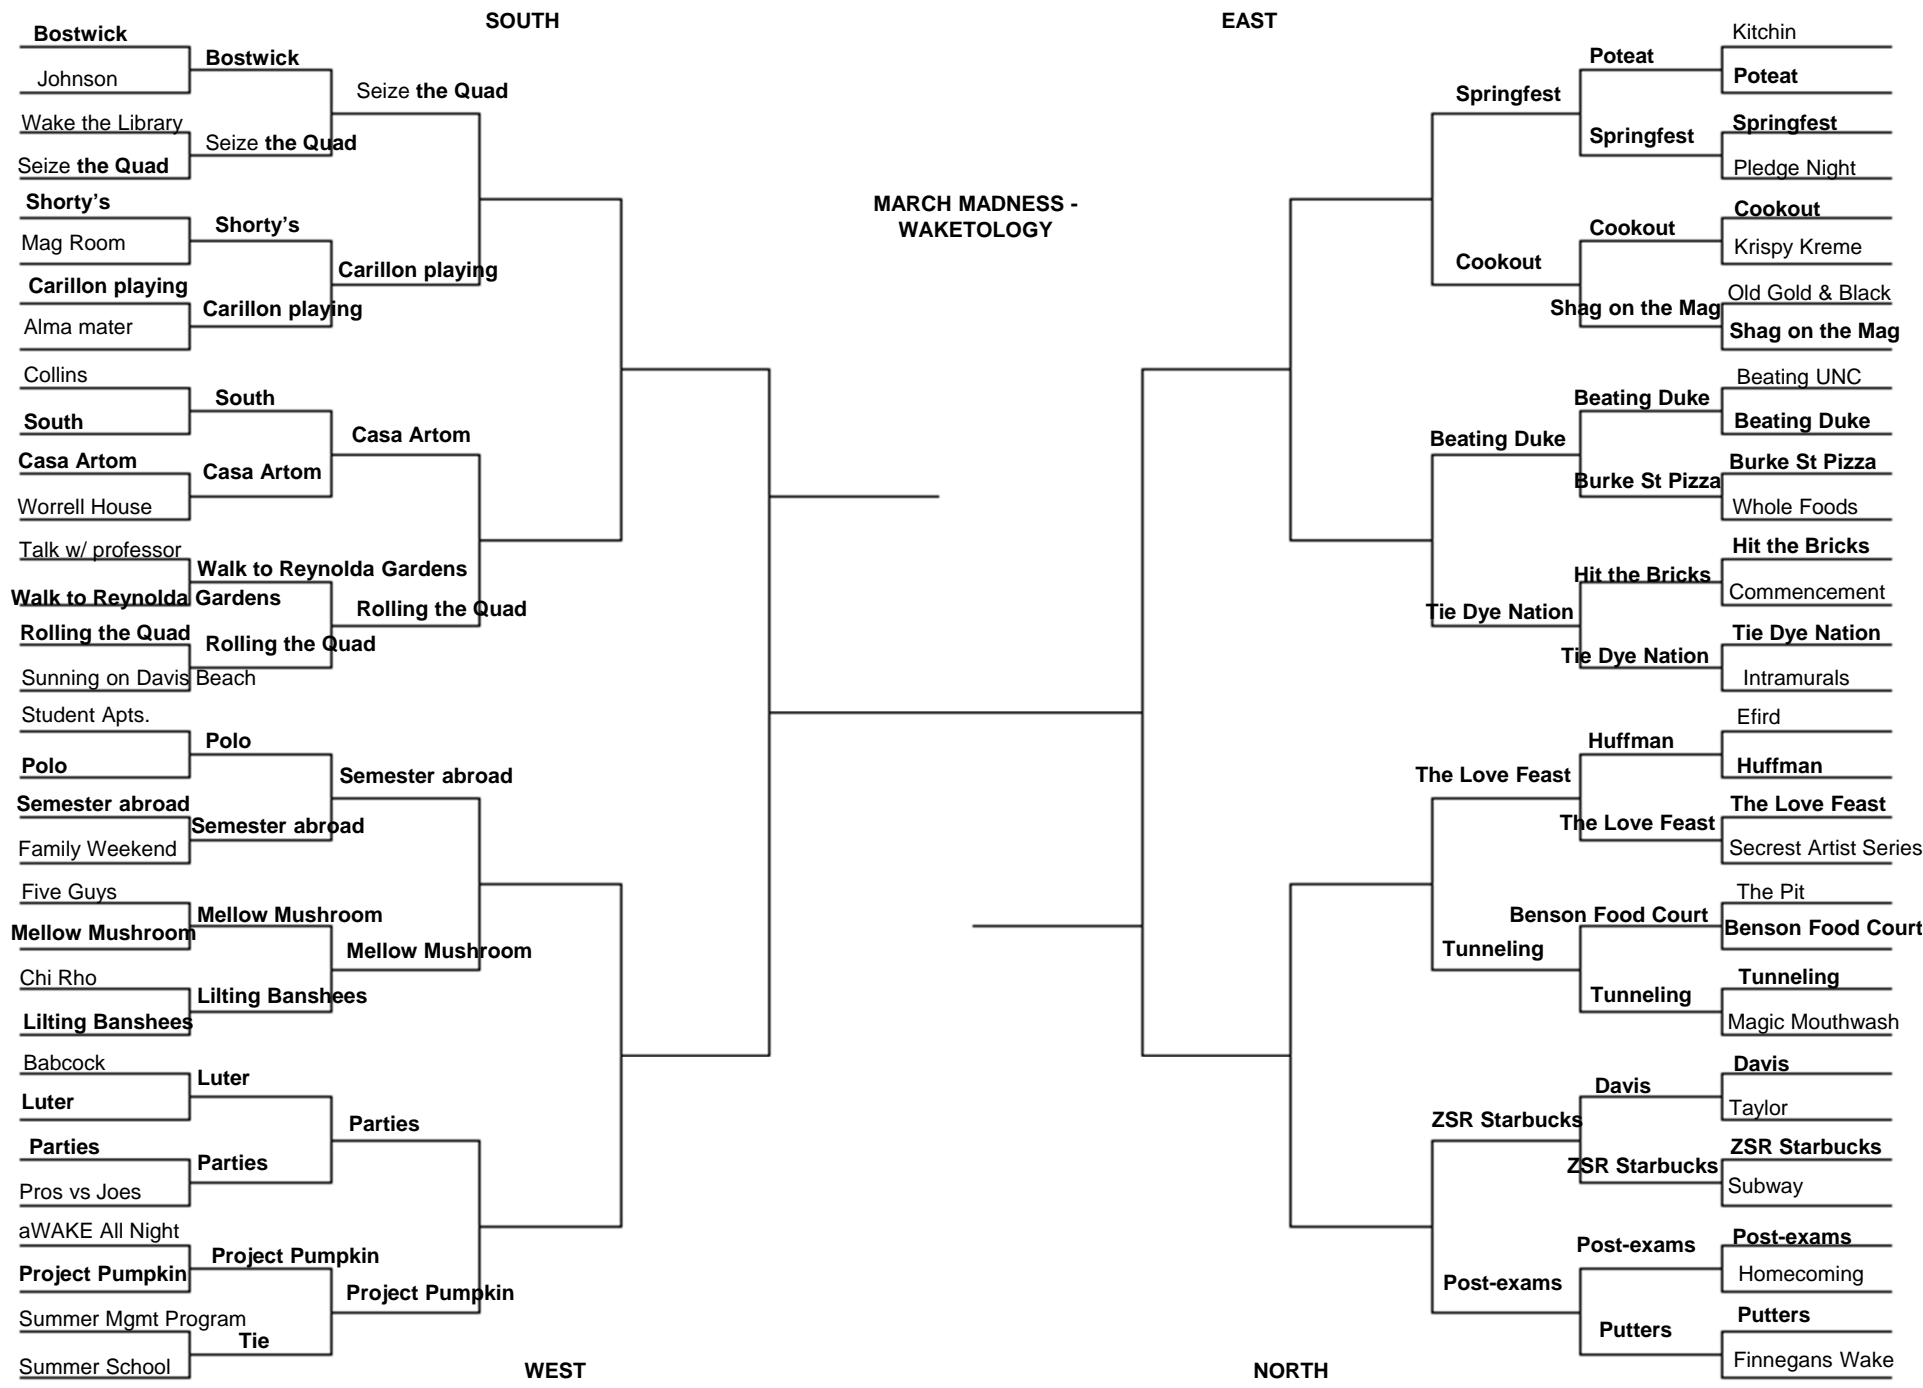 SOUTH
EAST
MARCH MADNESS -
WAKETOLOGY
Bostwick
Johnson
Wake the Library
Seize the Quad
Shorty’s
Mag Room
Carillon playing
Alma mater
Collins
South
Casa Artom
Worrell House
Talk w/ professor
Walk to Reynolda Gardens
Rolling the Quad
Sunning on Davis Beach
Student Apts.
Polo
Semester abroad
Family Weekend
Five Guys
Mellow Mushroom
Chi Rho
Lilting Banshees
Babcock
Luter
Parties
Pros vs Joes
aWAKE All Night
Project Pumpkin
Summer Mgmt Program
Summer School
Bostwick
Seize the Quad
Shorty’s
Carillon playing
South
Casa Artom
Walk to Reynolda Gardens
Rolling the Quad
Polo
Semester abroad
Mellow Mushroom
Lilting Banshees
Luter
Parties
Project Pumpkin
Tie
Seize the Quad
Carillon playing
Casa Artom
Rolling the Quad
Semester abroad
Mellow Mushroom
Parties
Project Pumpkin
Springfest
Cookout
Beating Duke
Tie Dye Nation
The Love Feast
Tunneling
ZSR Starbucks
Post-exams
Poteat
Springfest
Cookout
Shag on the Mag
Beating Duke
Burke St Pizza
Hit the Bricks
Tie Dye Nation
Huffman
The Love Feast
Benson Food Court
Tunneling
Davis
ZSR Starbucks
Post-exams
Putters
Kitchin
Poteat
Springfest
Pledge Night
Cookout
Krispy Kreme
Old Gold & Black
Shag on the Mag
Beating UNC
Beating Duke
Burke St Pizza
Whole Foods
Hit the Bricks
Commencement
Tie Dye Nation
Intramurals
Efird
Huffman
The Love Feast
Secrest Artist Series
The Pit
Benson Food Court
Tunneling
Magic Mouthwash
Davis
Taylor
ZSR Starbucks
Subway
Post-exams
Homecoming
Putters
Finnegans Wake
WEST
NORTH